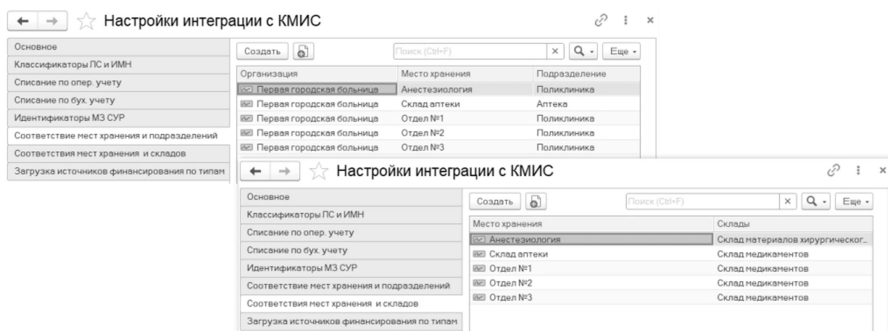 Настройки интеграции с КМИС
Основное
Классификаторы ЛС и ИМН
Списание по опер. учету
Списание по бух. учету
Идентификаторы МЗ СУР
Соответствие мест хранения и подразделений
Соответствия мест хранения и складов
Загрузка источников финансирования по типам
Создать Поиск (Ctrl+F) × Еще
Организация Место хранения Подразделение
Первая городская больница Анестезиология Поликлиника
Первая городская больница Склад аптеки Аптека
Первая городская больница Отдел №1 Поликлиника
Первая городская больница Отдел №2 Поликлиника
Первая городская больница Отдел №3 Поликлиника
Настройки интеграции с КМИС
Основное
Классификаторы ЛС и ИМН
Списание по опер. учету
Списание по бух. учету
Идентификаторы МЗ СУР
Соответствие мест хранения и подразделений
Соответствия мест хранения и складов
Загрузка источников финансирования по типам
Создать Поиск (Ctrl+F) × Еще
Место хранения Склады
Анестезиология Склад материалов хирургическог...
Склад аптеки Склад медикаментов
Отдел №1 Склад медикаментов
Отдел №2 Склад медикаментов
Отдел №3 Склад медикаментов